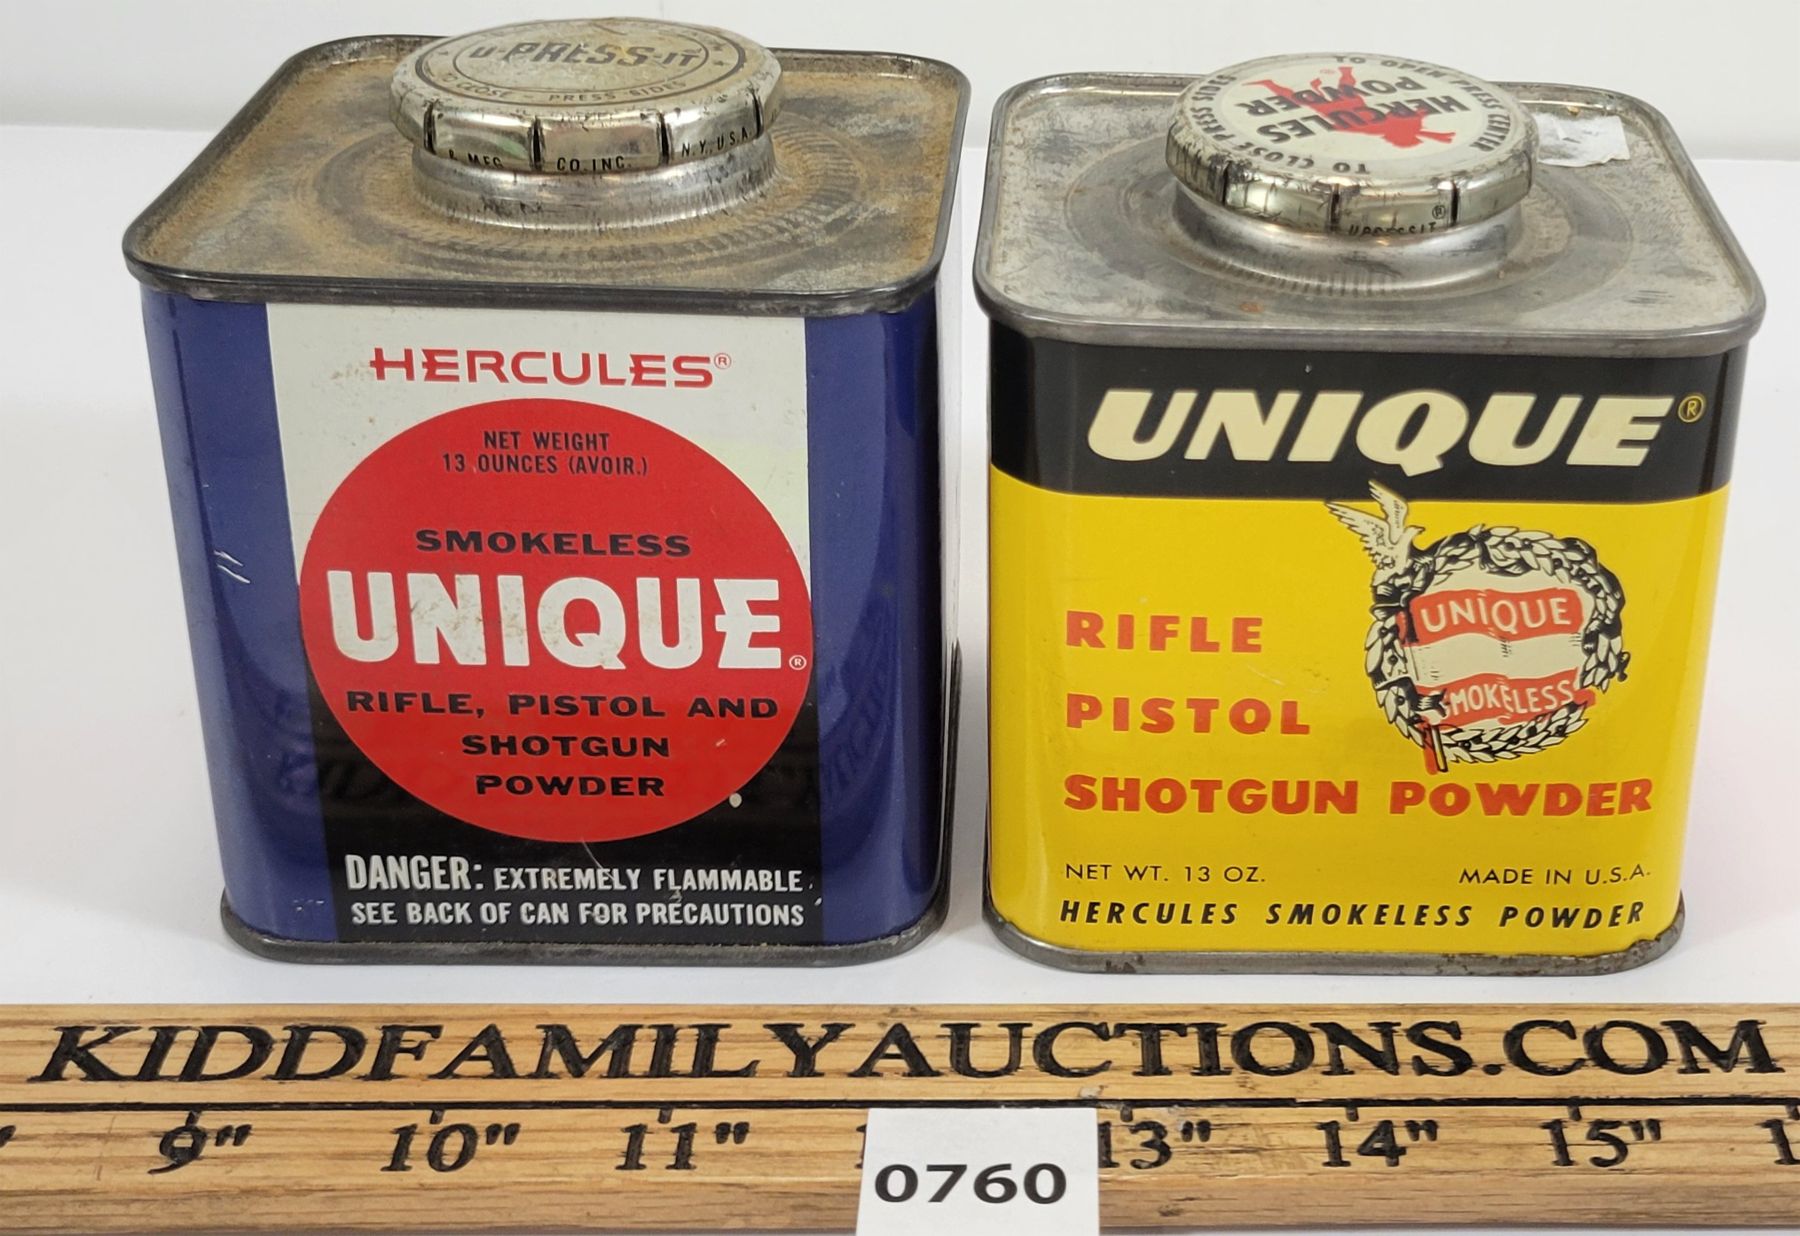 U-PRESS-IT
CLOSE - PRESS SIDES
& MFG CO. INC. N.Y. U.S.A.
HERCULES®
NET WEIGHT
13 OUNCES (AVOIR.)
SMOKELESS
UNIQUE®
RIFLE, PISTOL AND
SHOTGUN
POWDER
DANGER: EXTREMELY FLAMMABLE
SEE BACK OF CAN FOR PRECAUTIONS
TO OPEN PRESS CENTER
TO CLOSE PRESS SIDES
HERCULES
POWDER
®
UPRESSIT
UNIQUE®
UNIQUE
SMOKELESS
RIFLE
PISTOL
SHOTGUN POWDER
NET WT. 13 OZ. MADE IN U.S.A.
HERCULES SMOKELESS POWDER
KIDDFAMILYAUCTIONS.COM
9" 10" 11" 13" 14" 15"
0760